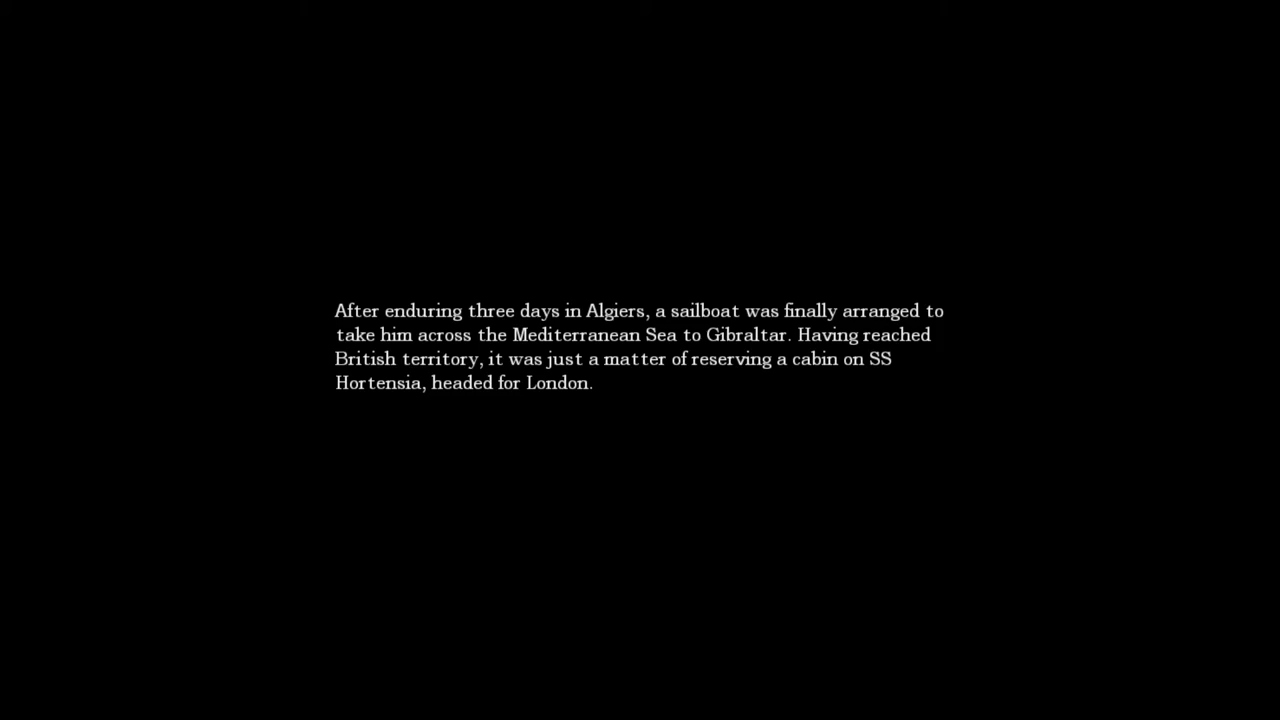 After enduring three days in Algiers, a sailboat was finally arranged to
take him across the Mediterranean Sea to Gibraltar. Having reached
British territory, it was just a matter of reserving a cabin on SS
Hortensia, headed for London.